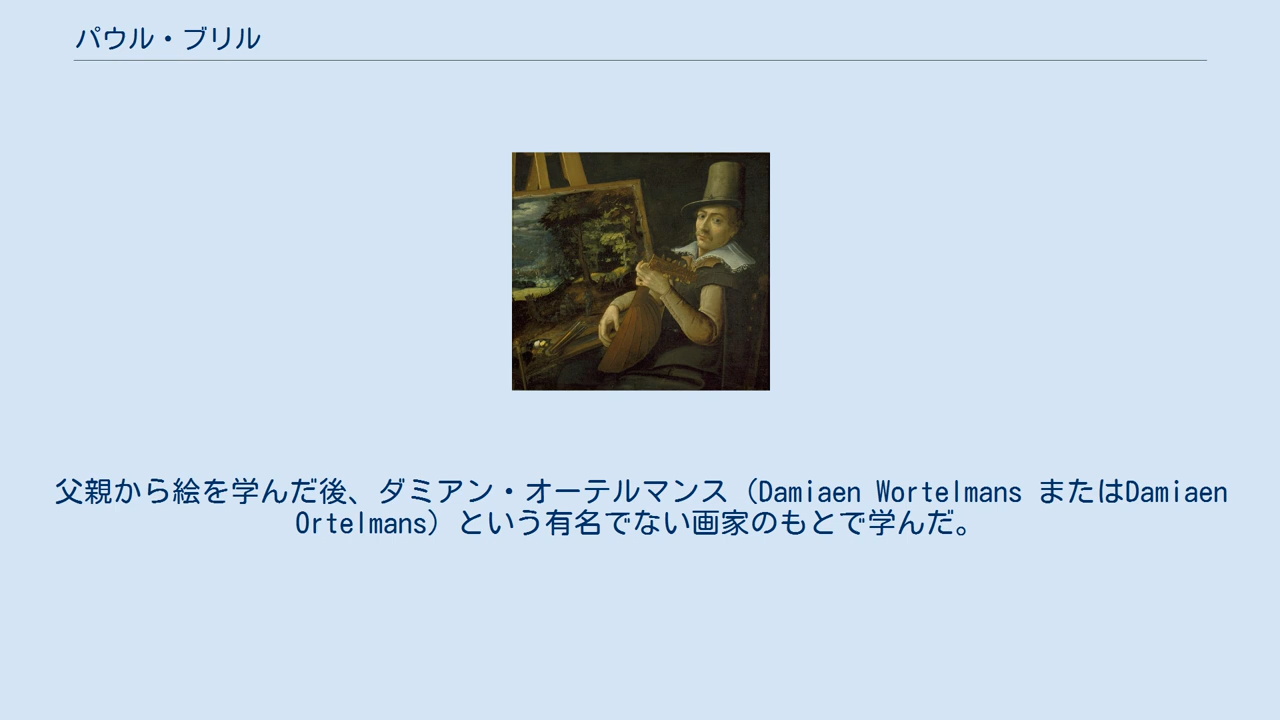 パウル・ブリル
父親から絵を学んだ後、ダミアン・オーテルマンス（Damiaen Wortelmans またはDamiaen
Ortelmans）という有名でない画家のもとで学んだ。